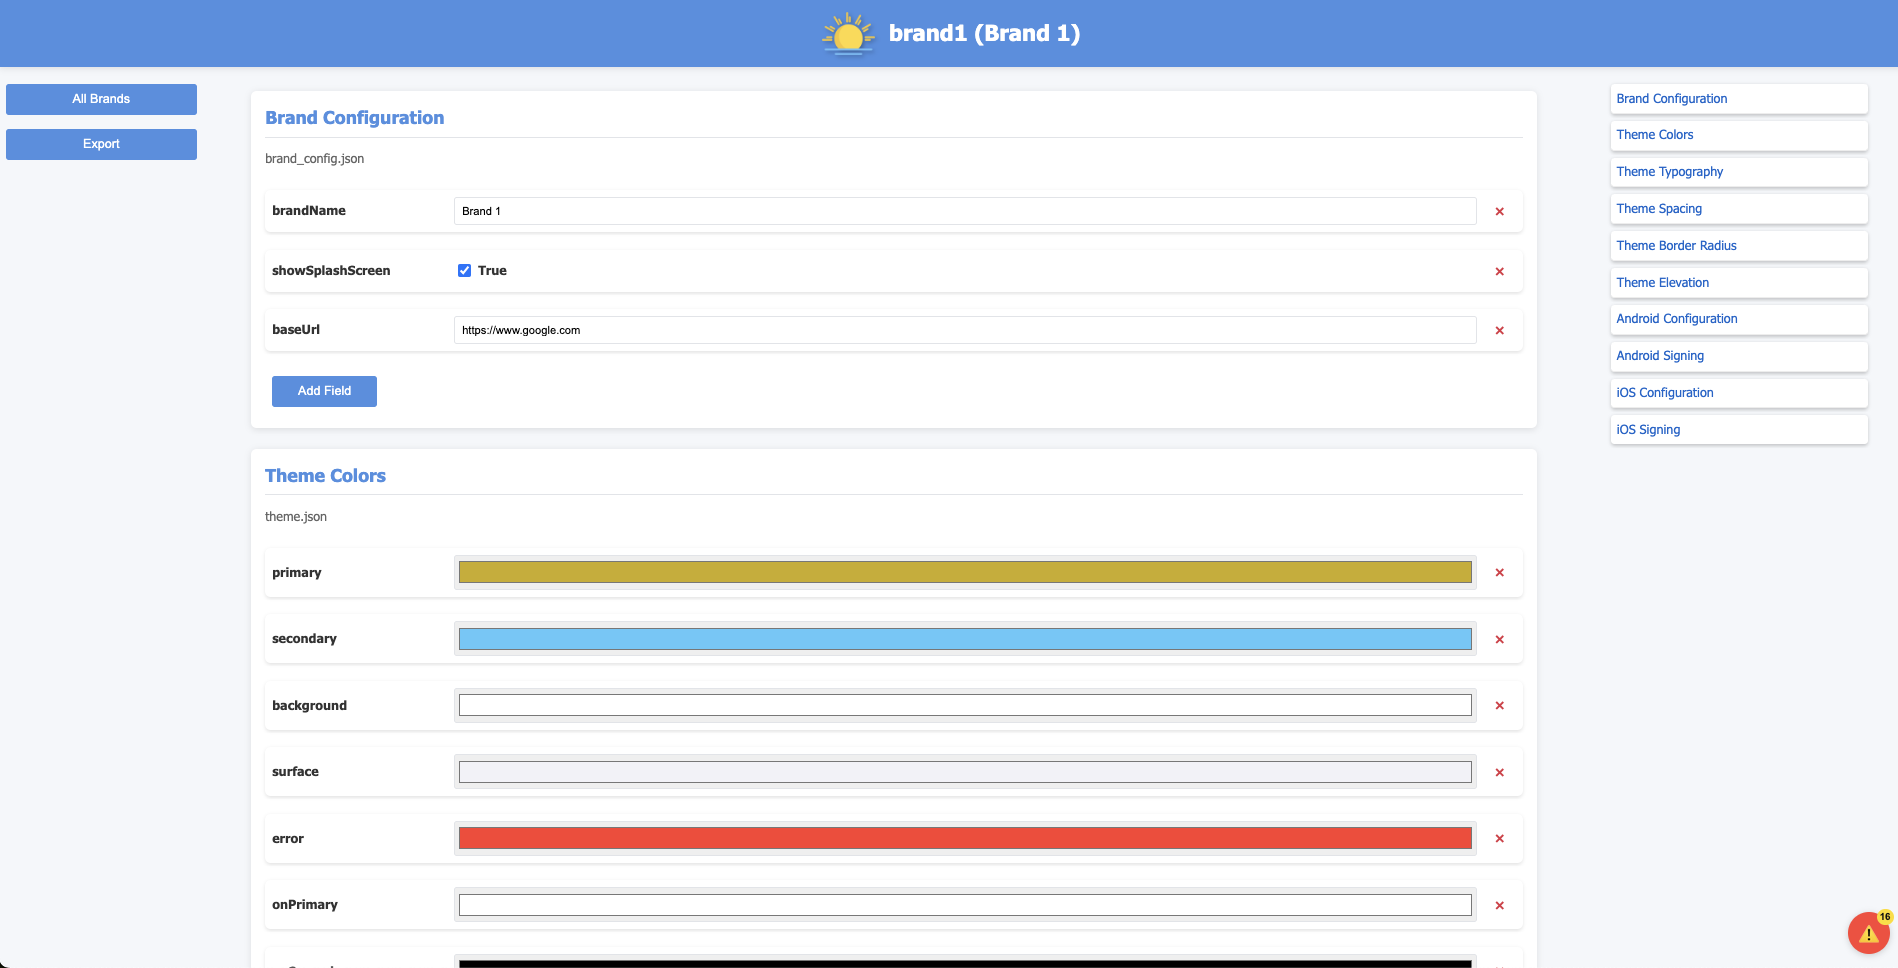 brand1 (Brand 1)
All Brands
Export
Brand Configuration
brand_config.json
brandName
Brand 1
×
showSplashScreen
True
×
baseUrl
https://www.google.com
×
Add Field
Theme Colors
theme.json
primary
×
secondary
×
background
×
surface
×
error
×
onPrimary
×
Brand Configuration
Theme Colors
Theme Typography
Theme Spacing
Theme Border Radius
Theme Elevation
Android Configuration
Android Signing
iOS Configuration
iOS Signing
16